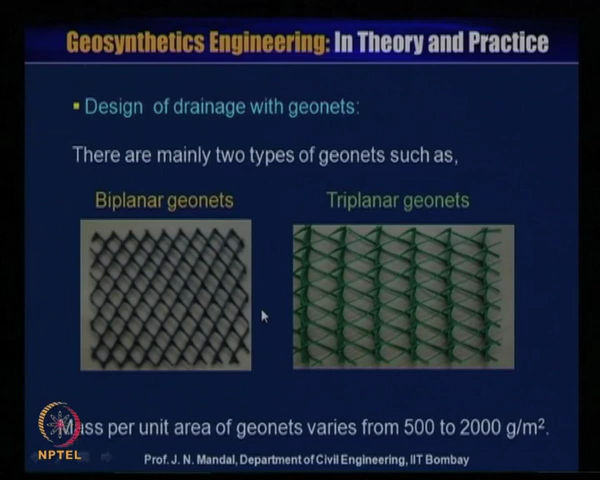 Geosynthetics Engineering: In Theory and Practice
▪ Design of drainage with geonets:
There are mainly two types of geonets such as,
Biplanar geonets
Triplanar geonets
Mass per unit area of geonets varies from 500 to 2000 g/m².
NPTEL
Prof. J. N. Mandal, Department of Civil Engineering, IIT Bombay